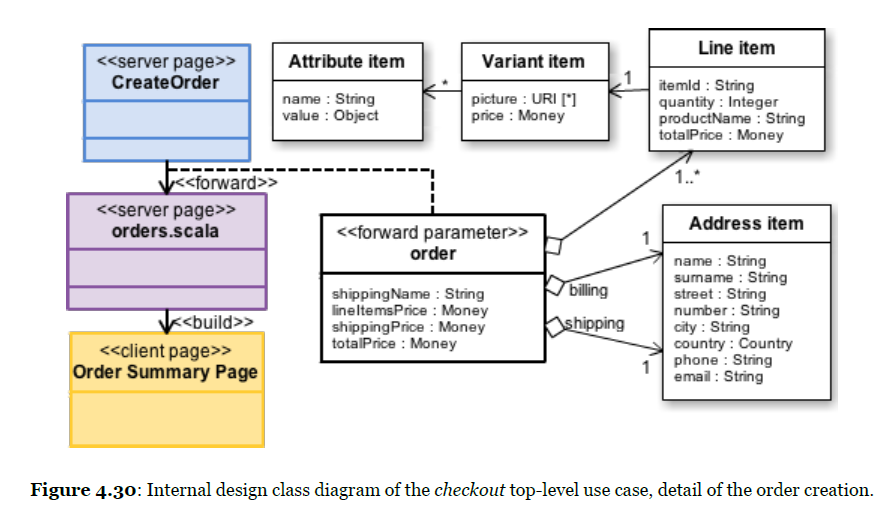 <<server page>>
CreateOrder
Attribute item
name : String
value : Object
*
Variant item
picture : URI [*]
price : Money
1
Line item
itemId : String
quantity : Integer
productName : String
totalPrice : Money
<<forward>>
1..*
<<server page>>
orders.scala
<<forward parameter>>
order
shippingName : String
lineItemsPrice : Money
shippingPrice : Money
totalPrice : Money
1
billing
shipping
1
Address item
name : String
surname : String
street : String
number : String
city : String
country : Country
phone : String
email : String
<<build>>
<<client page>>
Order Summary Page
Figure 4.30: Internal design class diagram of the checkout top-level use case, detail of the order creation.